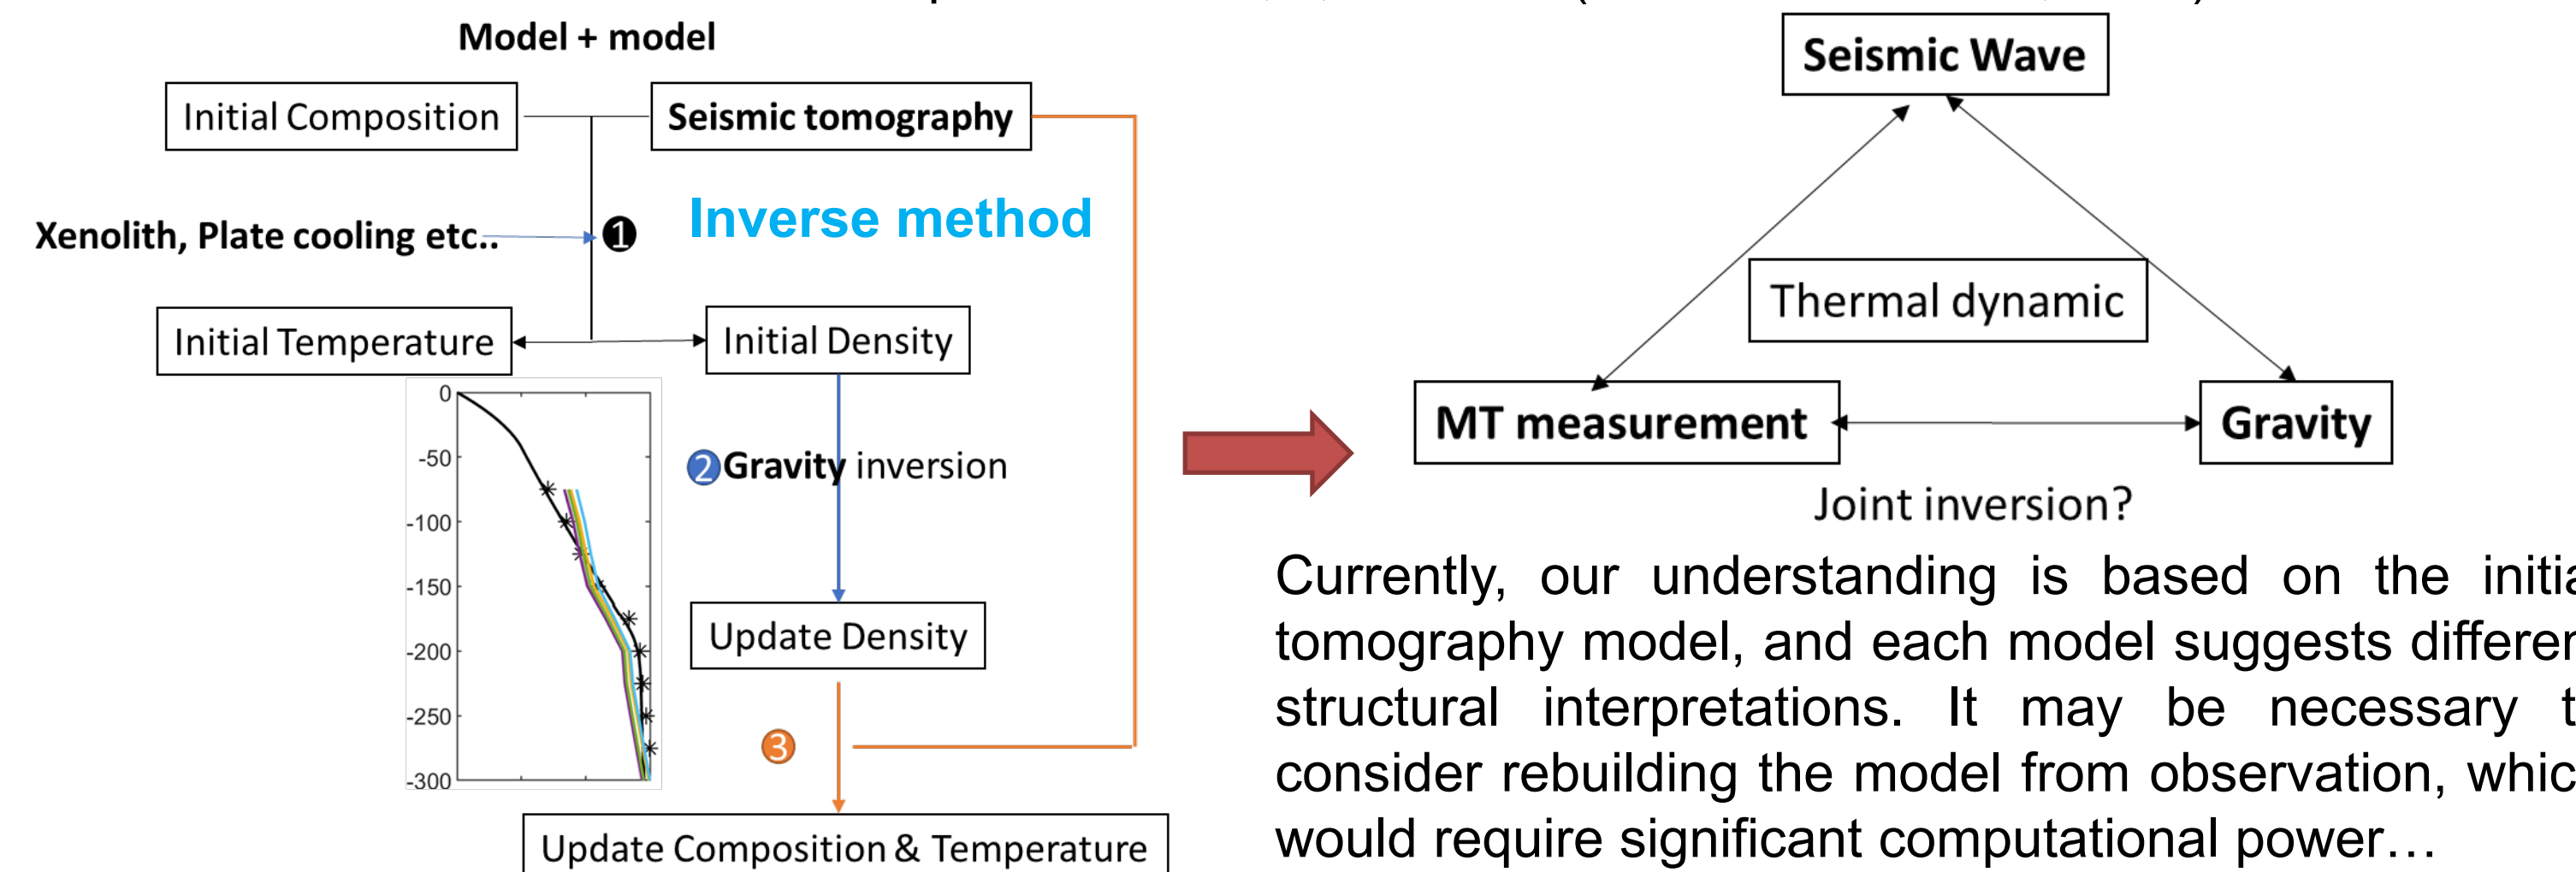 Model + model
Initial Composition
Seismic tomography
Xenolith, Plate cooling etc..
1
Inverse method
Initial Temperature
Initial Density
0
-50
-100
-150
-200
-250
-300
2
Gravity inversion
Update Density
3
Update Composition & Temperature
Seismic Wave
Thermal dynamic
MT measurement
Gravity
Joint inversion?
Currently, our understanding is based on the initia
tomography model, and each model suggests differen
structural interpretations. It may be necessary t
consider rebuilding the model from observation, whic
would require significant computational power…